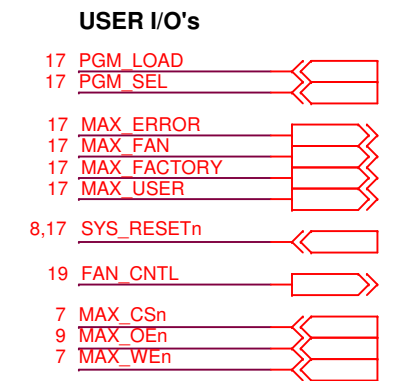 USER I/O's
17 PGM_LOAD
17 PGM_SEL
17 MAX_ERROR
17 MAX_FAN
17 MAX_FACTORY
17 MAX_USER
8,17 SYS_RESETn
19 FAN_CNTL
7 MAX_CSn
9 MAX_OEn
7 MAX_WEn